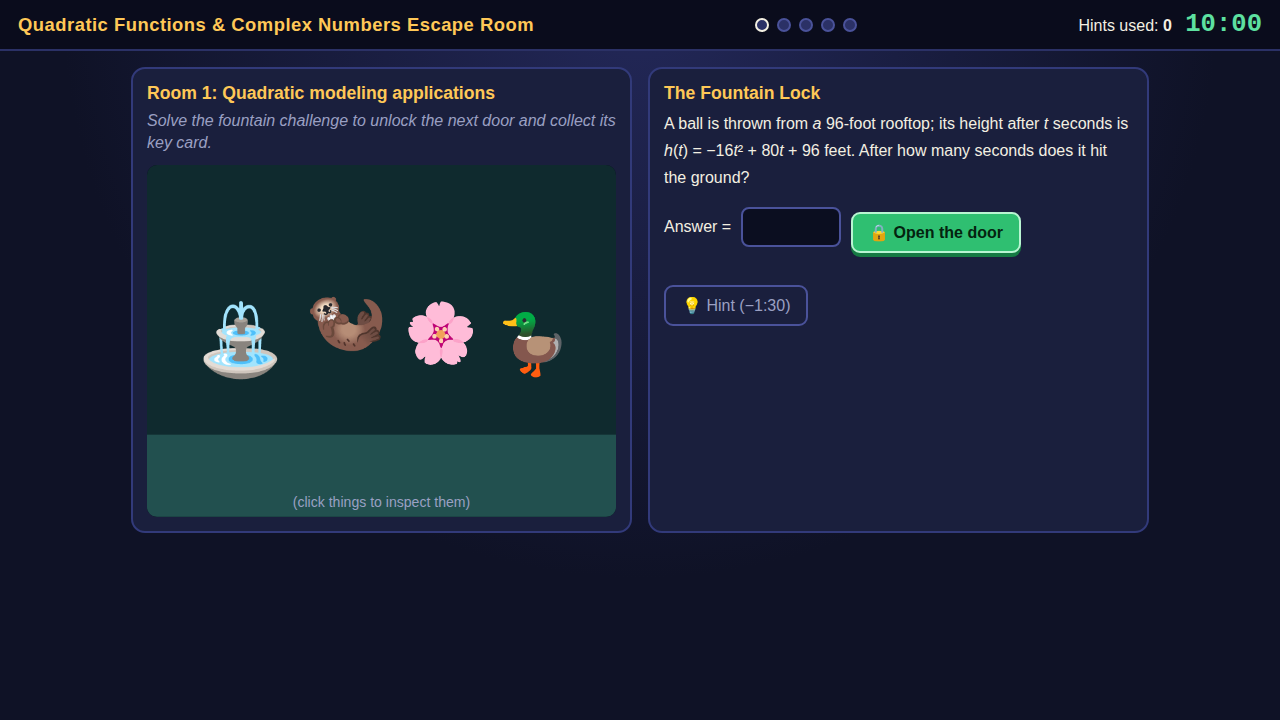 Quadratic Functions & Complex Numbers Escape Room
Hints used: 0 10:00
Room 1: Quadratic modeling applications
Solve the fountain challenge to unlock the next door and collect its
key card.
(click things to inspect them)
The Fountain Lock
A ball is thrown from a 96-foot rooftop; its height after t seconds is
h(t) = −16t² + 80t + 96 feet. After how many seconds does it hit
the ground?
Answer =
🔒 Open the door
💡 Hint (−1:30)